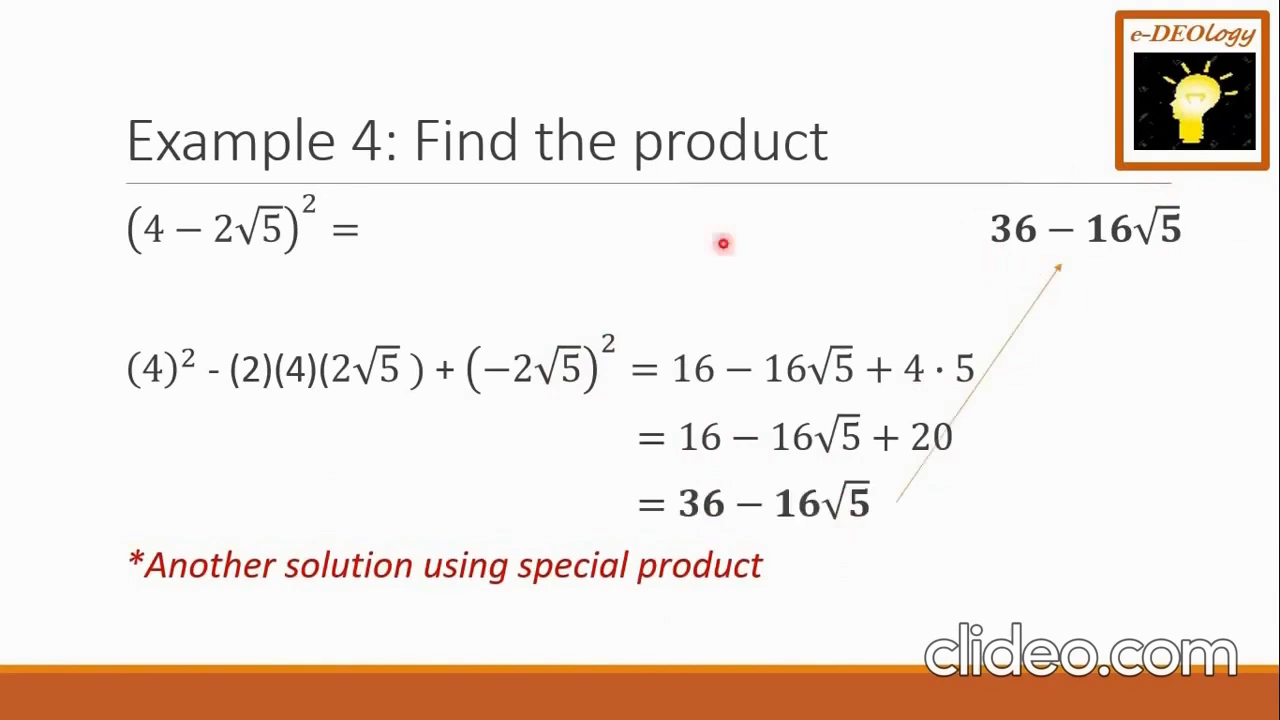 e-DEOlogy
Example 4: Find the product
(4 − 2√5)² = 36 − 16√5
(4)² - (2)(4)(2√5 ) + (−2√5)² = 16 − 16√5 + 4 · 5
= 16 − 16√5 + 20
= 36 − 16√5
*Another solution using special product
clideo.com